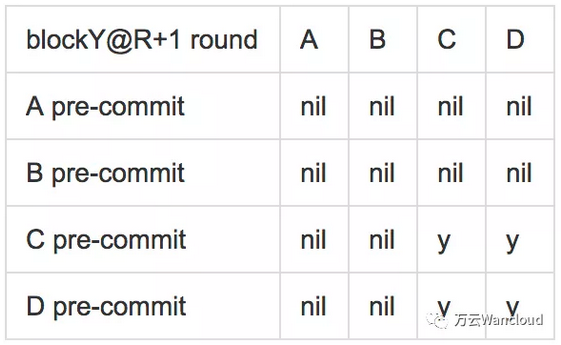 blockY@R+1 round A B C D
A pre-commit nil nil nil nil
B pre-commit nil nil nil nil
C pre-commit nil nil y y
D pre-commit nil nil y y
万云Wancloud